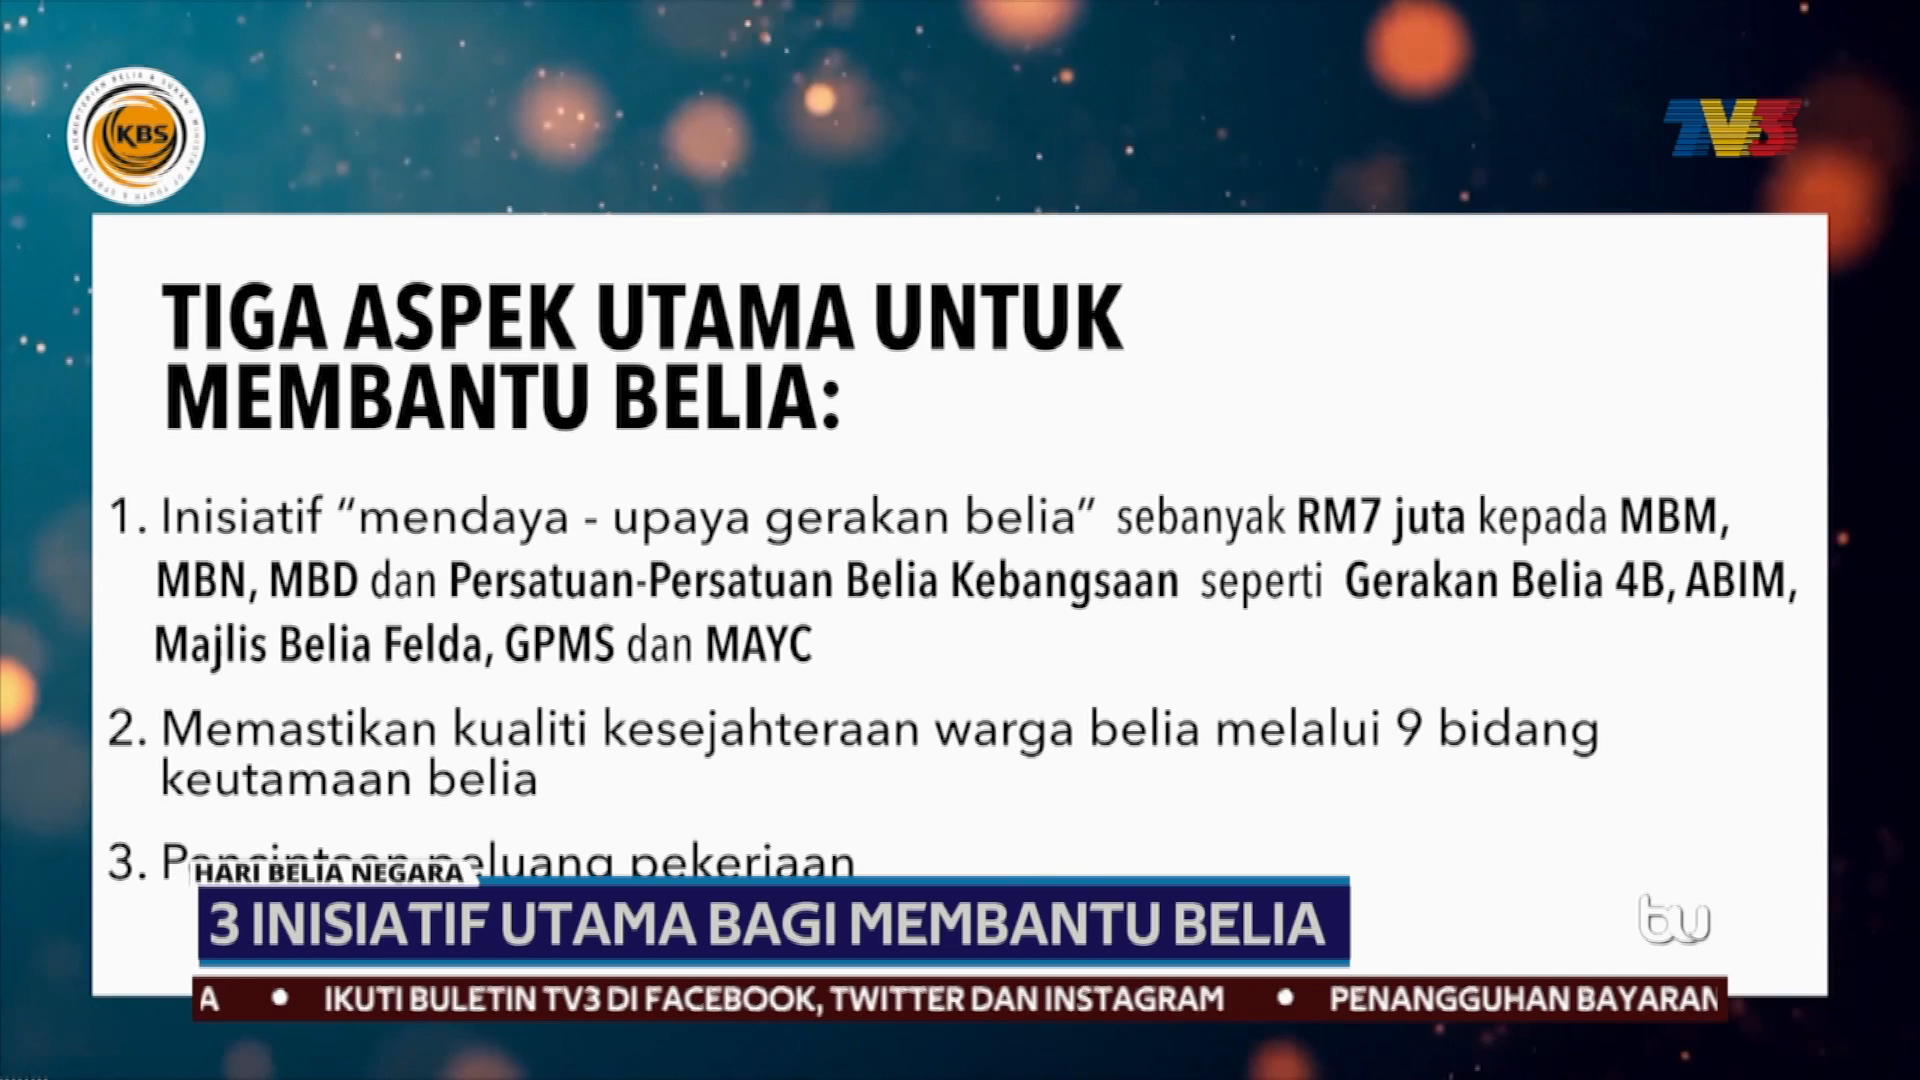 KBS
TV3
TIGA ASPEK UTAMA UNTUK
MEMBANTU BELIA:
1. Inisiatif “mendaya - upaya gerakan belia” sebanyak RM7 juta kepada MBM,
MBN, MBD dan Persatuan-Persatuan Belia Kebangsaan seperti Gerakan Belia 4B, ABIM,
Majlis Belia Felda, GPMS dan MAYC
2. Memastikan kualiti kesejahteraan warga belia melalui 9 bidang
keutamaan belia
3. Penciptaan peluang pekerjaan
HARI BELIA NEGARA
3 INISIATIF UTAMA BAGI MEMBANTU BELIA
A • IKUTI BULETIN TV3 DI FACEBOOK, TWITTER DAN INSTAGRAM • PENANGGUHAN BAYARAN